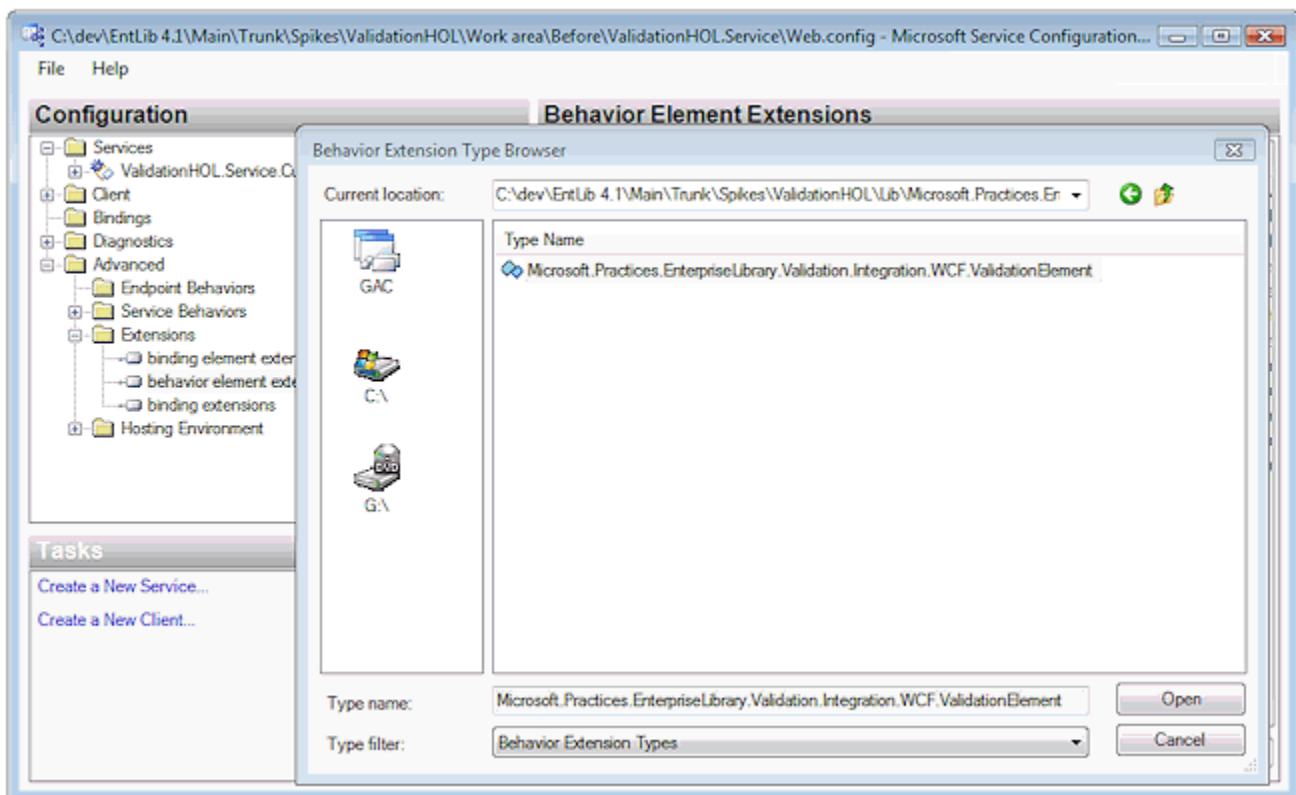 C:\dev\EntLib 4.1\Main\Trunk\Spikes\ValidationHOL\Work area\Before\ValidationHOL.Service\Web.config - Microsoft Service Configuration...
File Help
Configuration
Behavior Element Extensions
Services
ValidationHOL.Service.Cu
Client
Bindings
Diagnostics
Advanced
Endpoint Behaviors
Service Behaviors
Extensions
binding element exten
behavior element exte
binding extensions
Hosting Environment
Tasks
Create a New Service...
Create a New Client...
Behavior Extension Type Browser
Current location: C:\dev\EntLib 4.1\Main\Trunk\Spikes\ValidationHOL\Lib\Microsoft.Practices.En
GAC
C:\
G:\
Type Name
Microsoft.Practices.EnterpriseLibrary.Validation.Integration.WCF.ValidationElement
Type name: Microsoft.Practices.EnterpriseLibrary.Validation.Integration.WCF.ValidationElement
Open
Type filter: Behavior Extension Types
Cancel